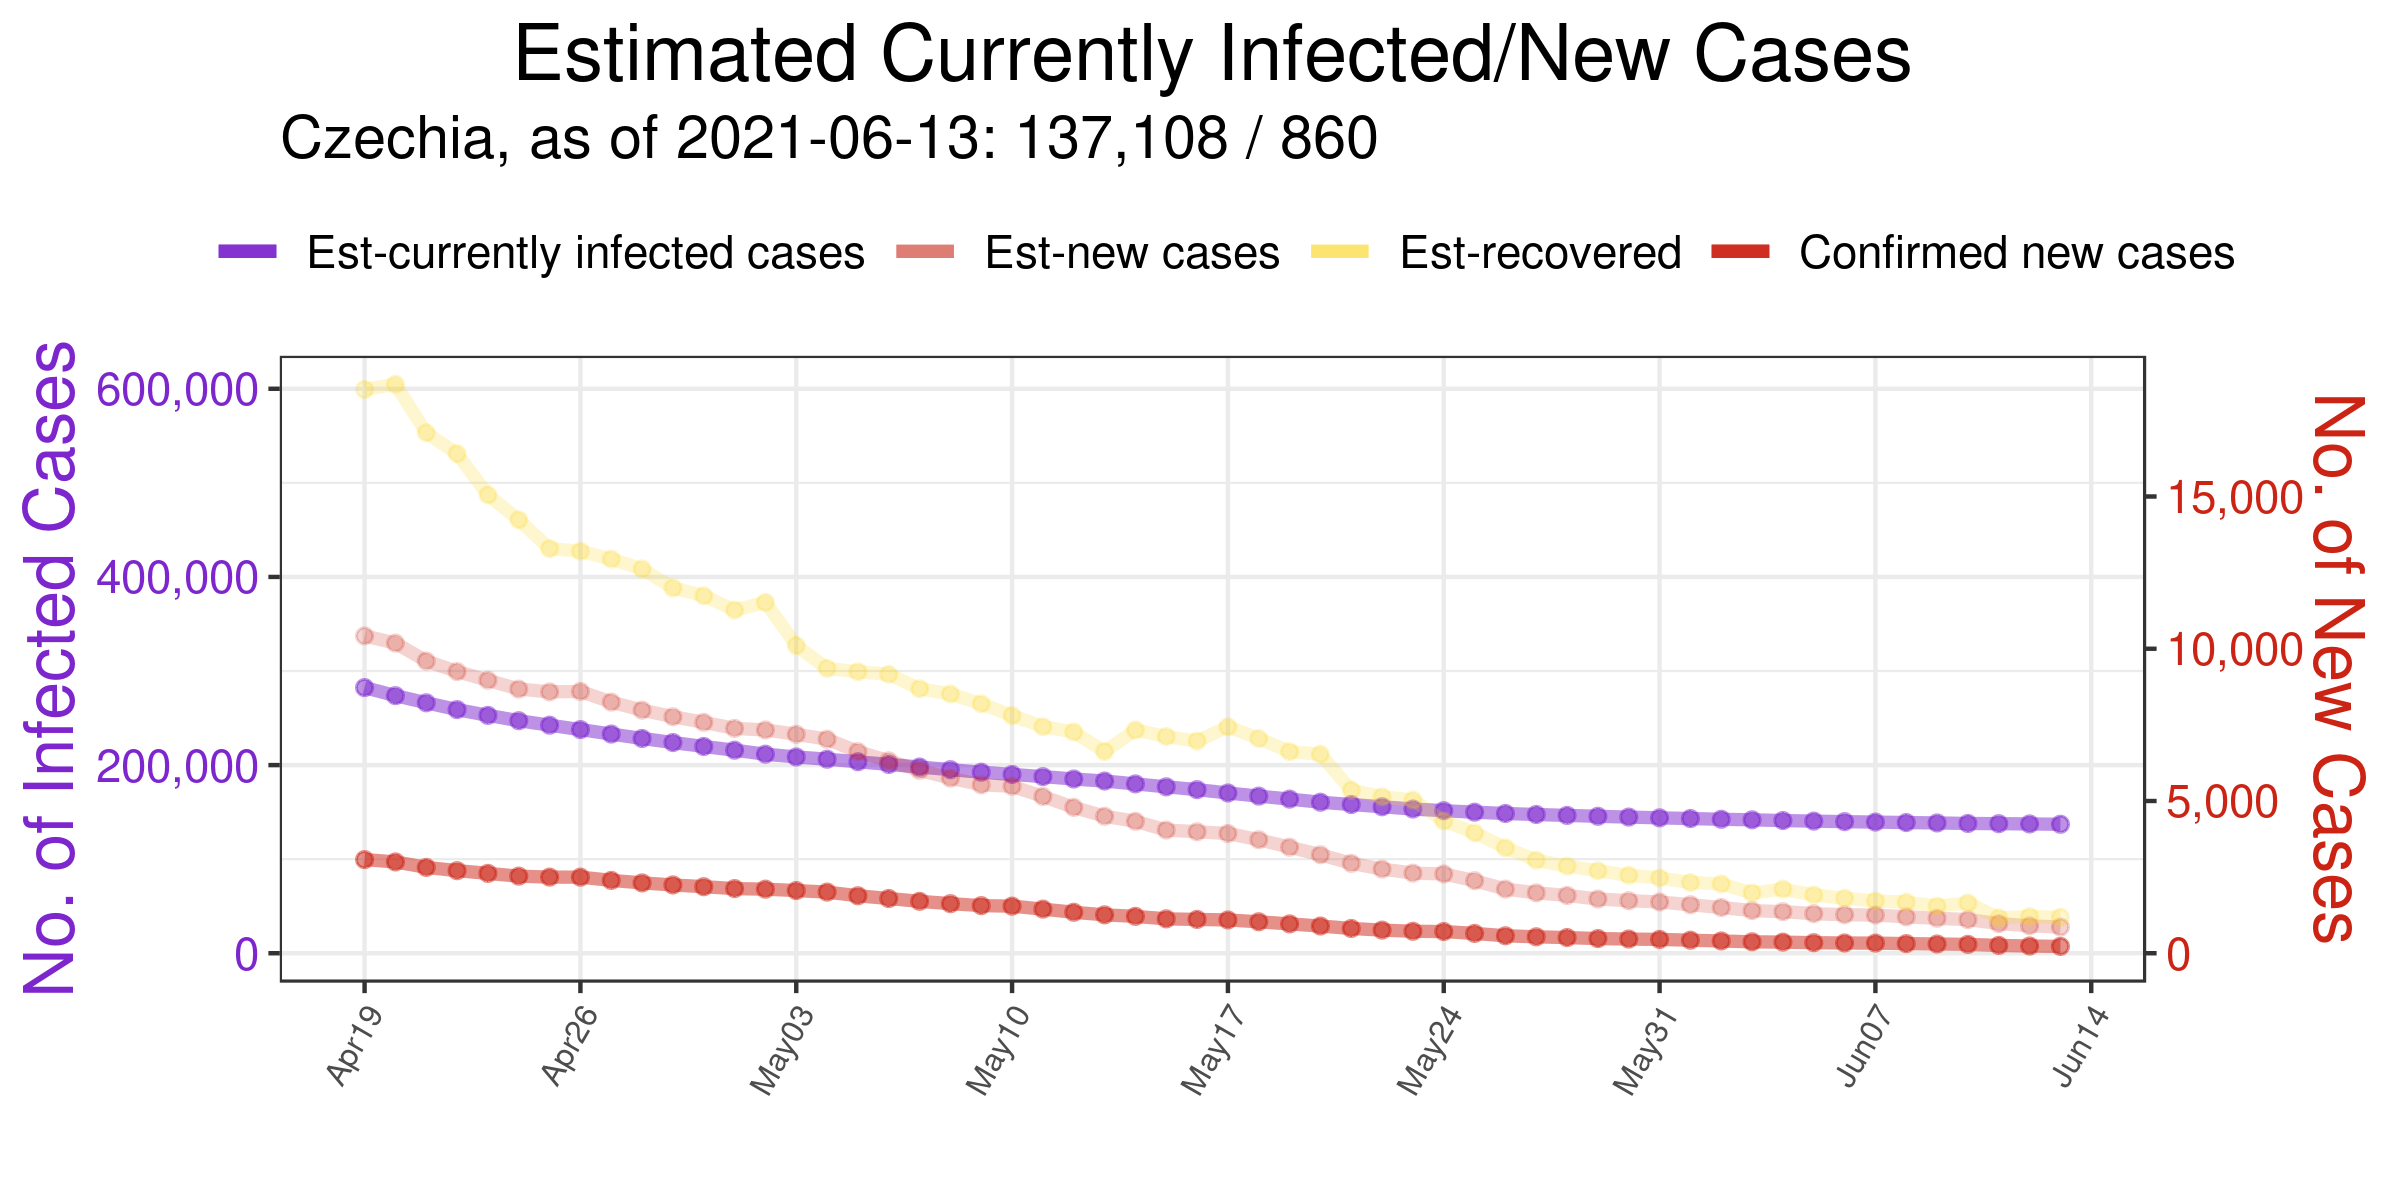 Estimated Currently Infected/New Cases
Czechia, as of 2021-06-13: 137,108 / 860
Est-currently infected cases Est-new cases Est-recovered Confirmed new cases
No. of Infected Cases
600,000
400,000
200,000
0
15,000
10,000
5,000
0
No. of New Cases
Apr19 Apr26 May03 May10 May17 May24 May31 Jun07 Jun14